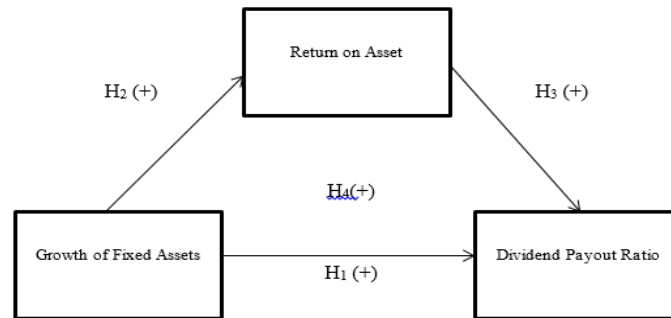 Return on Asset
H₂ (+)
H₃ (+)
H₄(+)
Growth of Fixed Assets
Dividend Payout Ratio
H₁ (+)